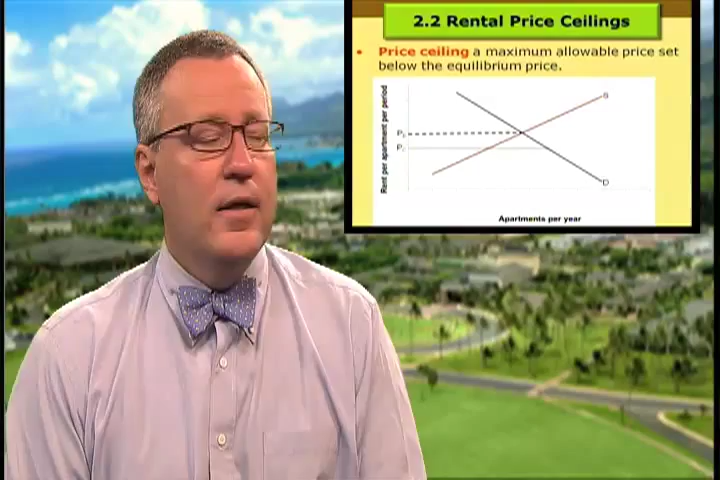 2.2 Rental Price Ceilings
• Price ceiling a maximum allowable price set
below the equilibrium price.
Rent per apartment per period
S
D
Apartments per year